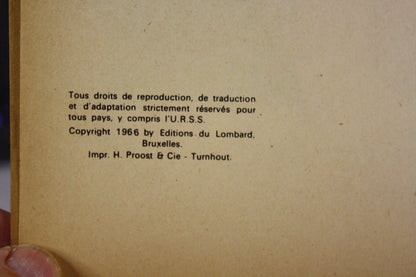 Tous droits de reproduction, de traduction
et d'adaptation strictement réservés pour
tous pays, y compris l'U.R.S.S.
Copyright 1966 by Editions du Lombard,
Bruxelles.
Impr. H. Proost & Cie - Turnhout.